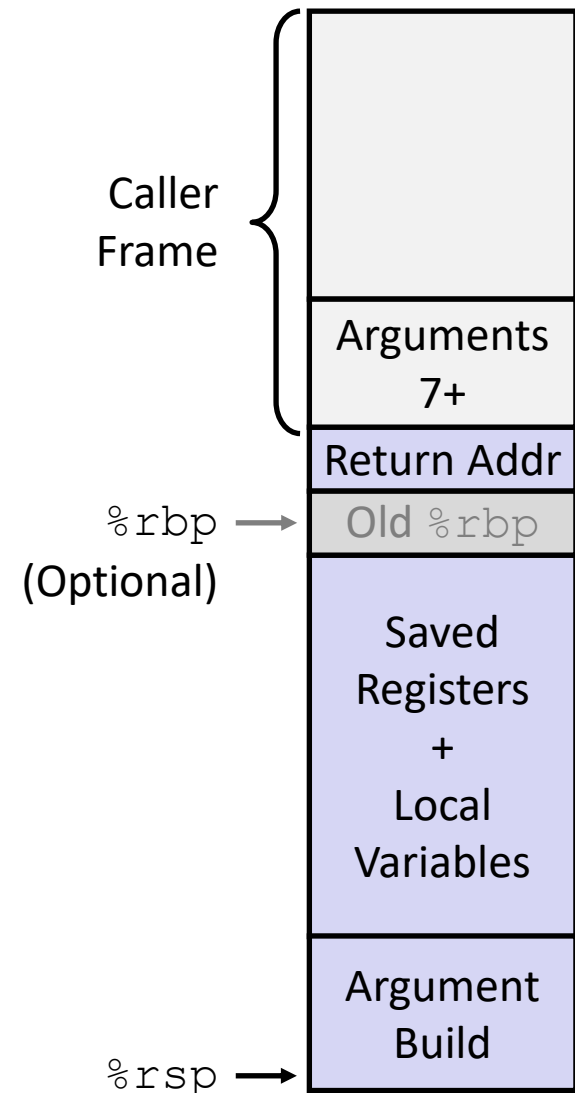 Caller
Frame
Arguments
7+
Return Addr
%rbp
(Optional)
Old %rbp
Saved
Registers
+
Local
Variables
Argument
Build
%rsp